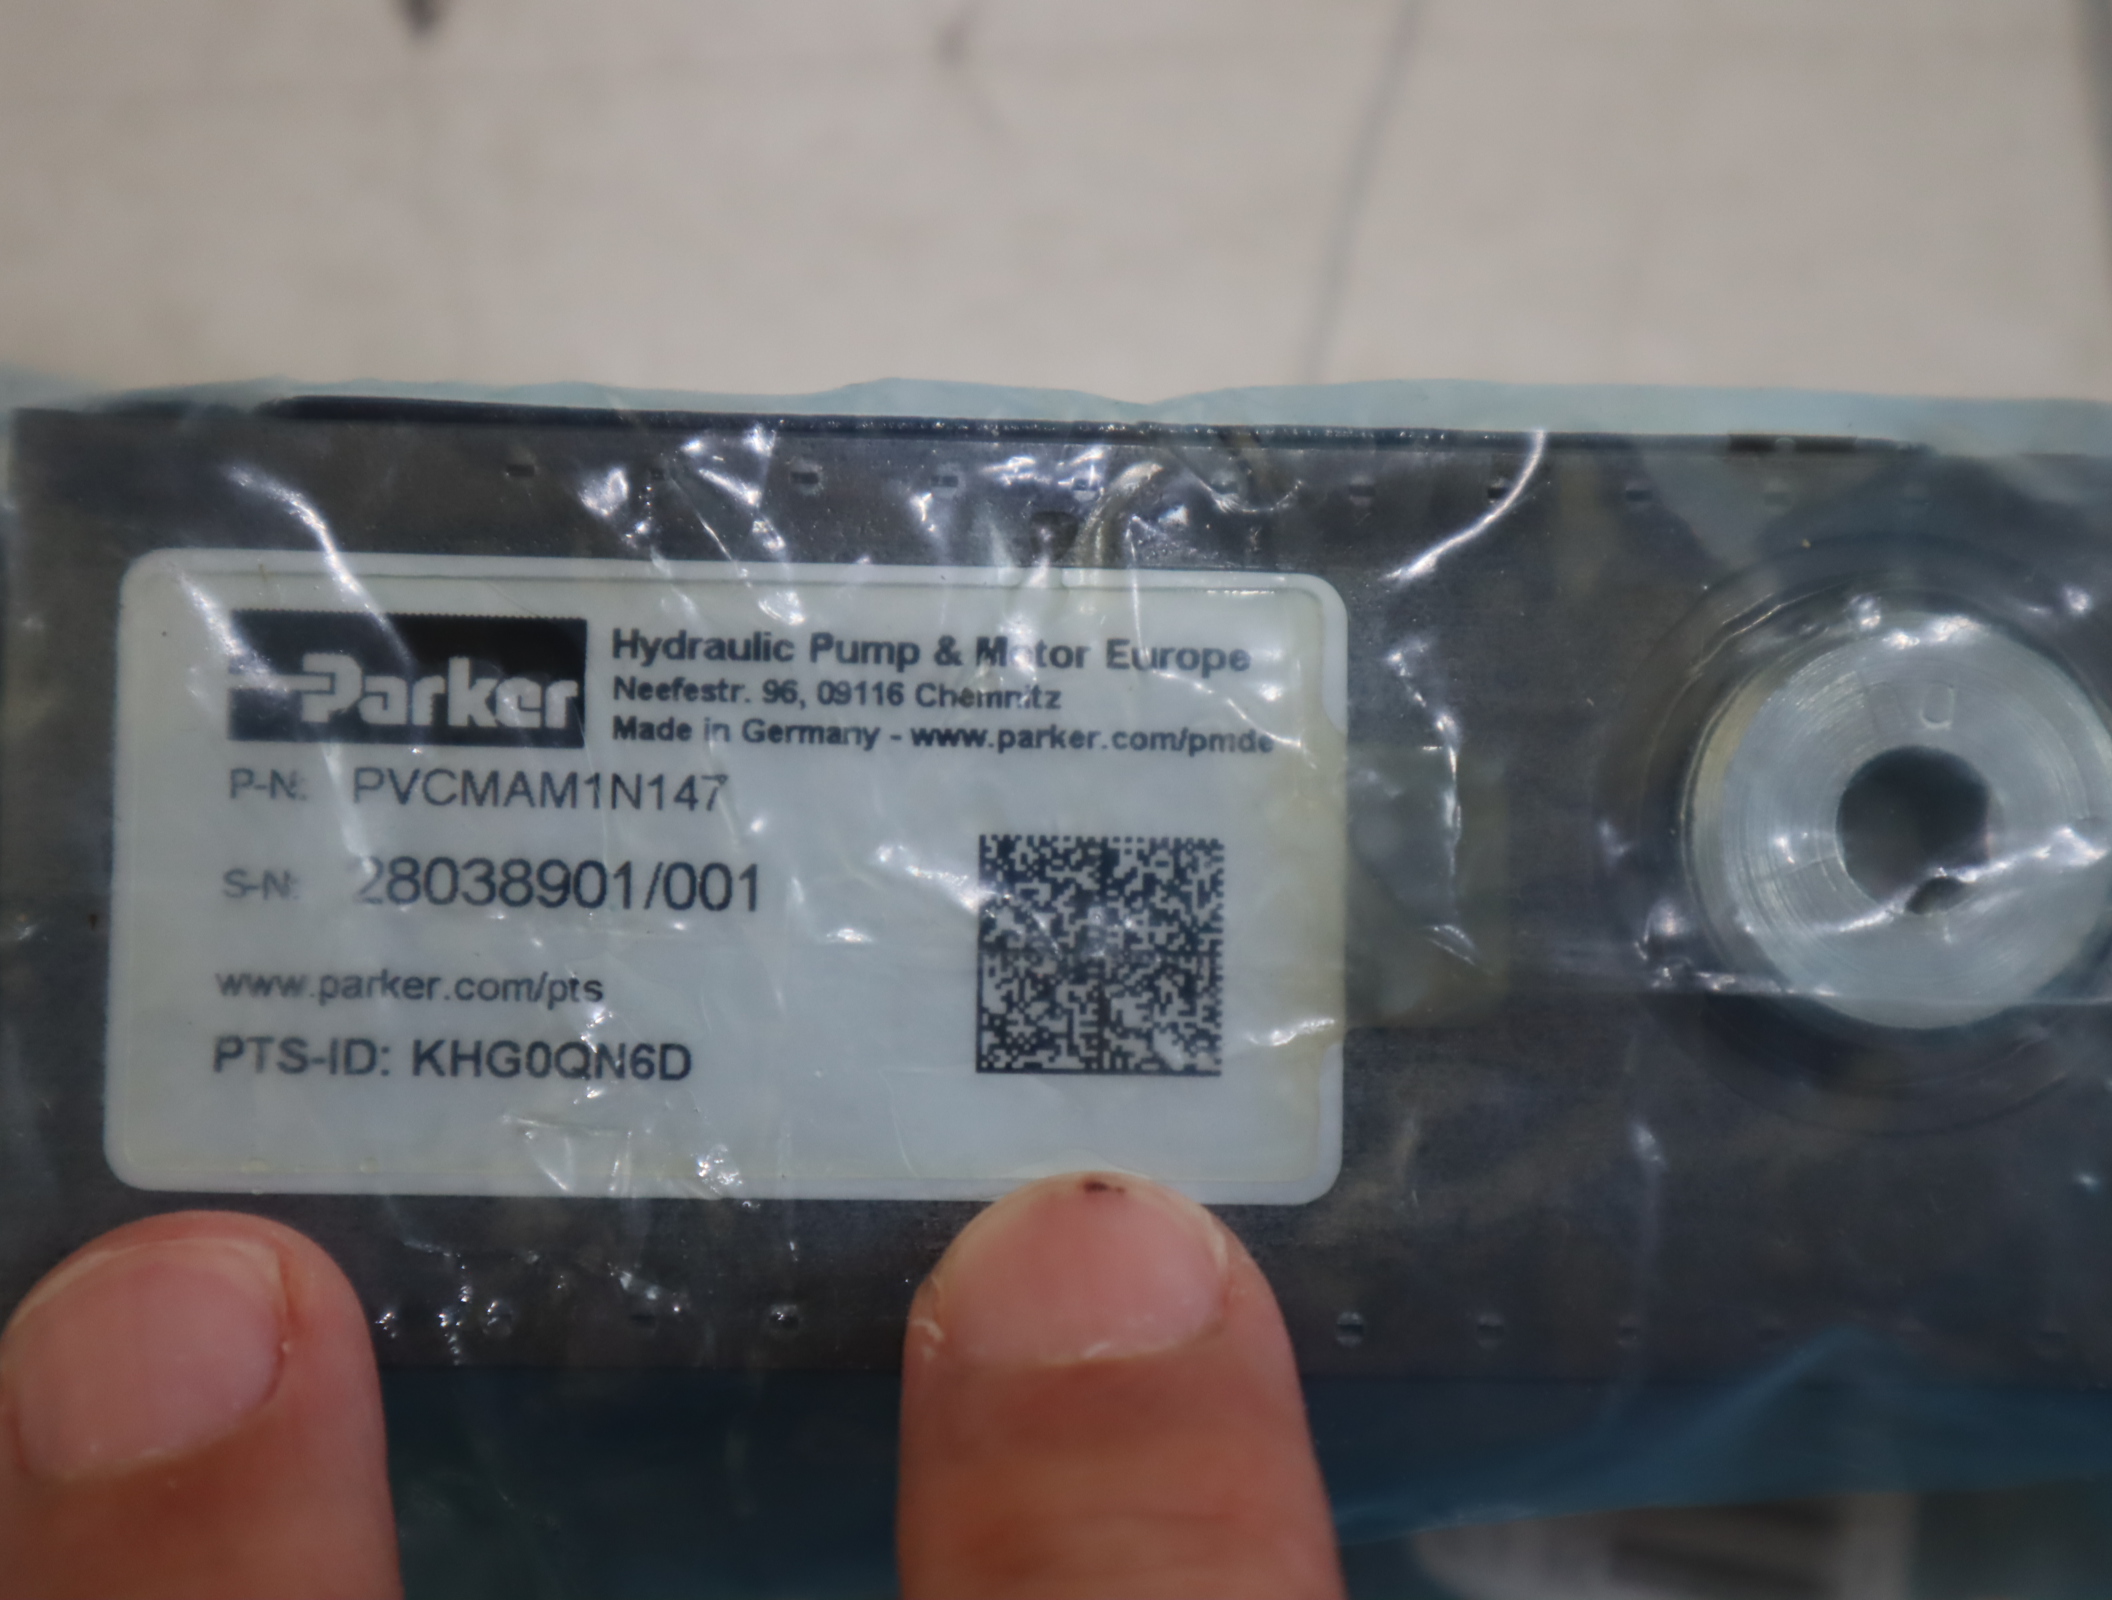 Parker
Hydraulic Pump & Motor Europe
Neefestr. 96, 09116 Chemnitz
Made in Germany - www.parker.com/pmde
P-N: PVCMAM1N147
S-N: 28038901/001
www.parker.com/pts
PTS-ID: KHG0QN6D